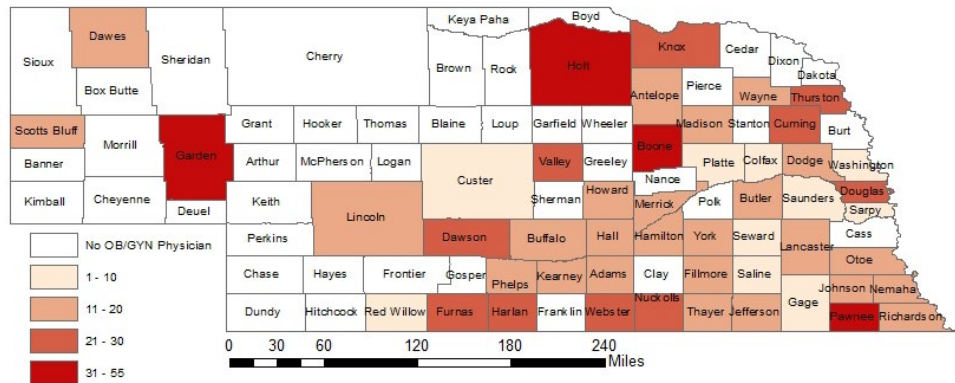 Boyd
Keya Paha
Dawes
Knox
Cedar
Sioux
Sheridan
Cherry
Holt
Dixon
Brown
Rock
Dakota
Box Butte
Antelope
Pierce
Wayne
Thurston
Scotts Bluff
Grant
Hooker
Thomas
Blaine
Loup
Garfield
Wheeler
Madison
Stanton
Cuming
Burt
Morrill
Garden
Banner
Arthur
McPherson
Logan
Valley
Greeley
Boone
Platte
Colfax
Dodge
Washington
Custer
Nance
Kimball
Cheyenne
Deuel
Keith
Lincoln
Sherman
Howard
Merrick
Polk
Butler
Saunders
Douglas
Sarpy
Perkins
Dawson
Buffalo
Hall
Hamilton
York
Seward
Lancaster
Cass
Otoe
Chase
Hayes
Frontier
Gosper
Phelps
Kearney
Adams
Clay
Fillmore
Saline
Johnson
Nemaha
Dundy
Hitchcock
Red Willow
Furnas
Harlan
Franklin
Webster
Nuckolls
Thayer
Jefferson
Gage
Pawnee
Richardson
No OB/GYN Physician
1 - 10
11 - 20
21 - 30
31 - 55
0 30 60 120 180 240
Miles